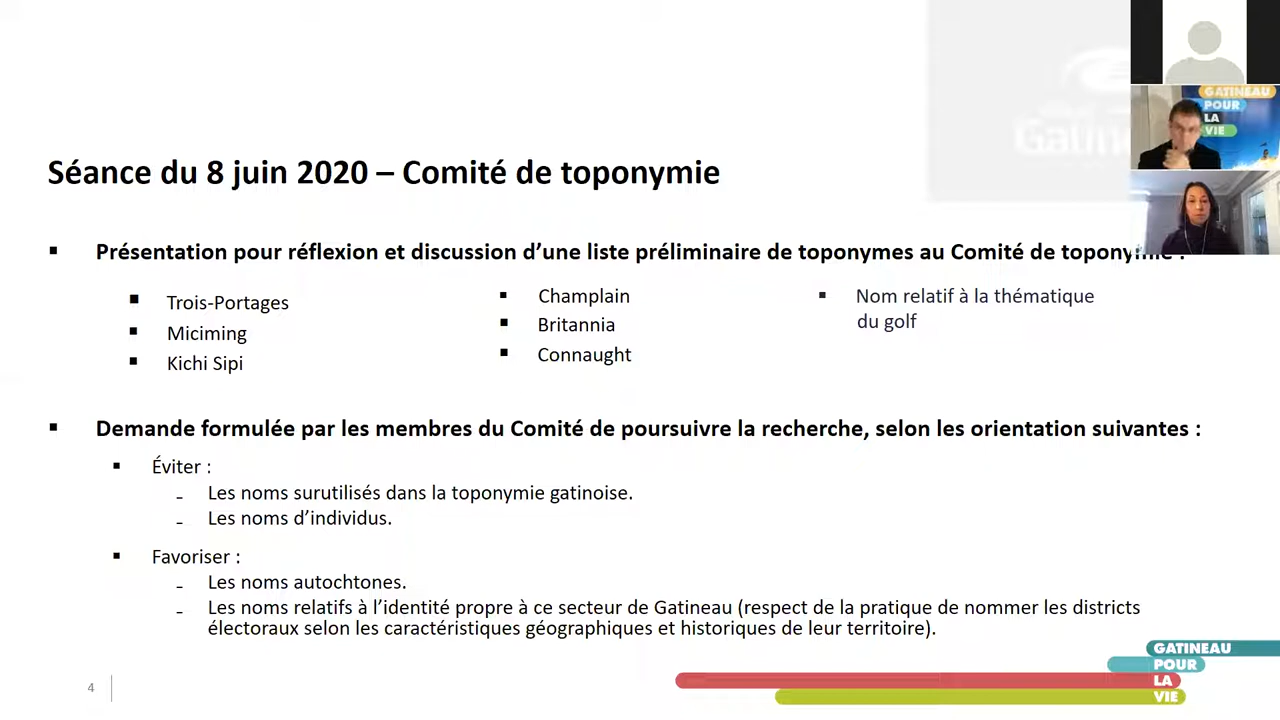 GATINEAU
POUR
LA
VIE
Séance du 8 juin 2020 – Comité de toponymie
Présentation pour réflexion et discussion d’une liste préliminaire de toponymes au Comité de toponymie :
Trois-Portages
Miciming
Kichi Sipi
Champlain
Britannia
Connaught
Nom relatif à la thématique
du golf
Demande formulée par les membres du Comité de poursuivre la recherche, selon les orientation suivantes :
Éviter :
Les noms surutilisés dans la toponymie gatinoise.
Les noms d’individus.
Favoriser :
Les noms autochtones.
Les noms relatifs à l’identité propre à ce secteur de Gatineau (respect de la pratique de nommer les districts
électoraux selon les caractéristiques géographiques et historiques de leur territoire).
4
GATINEAU
POUR
LA
VIE